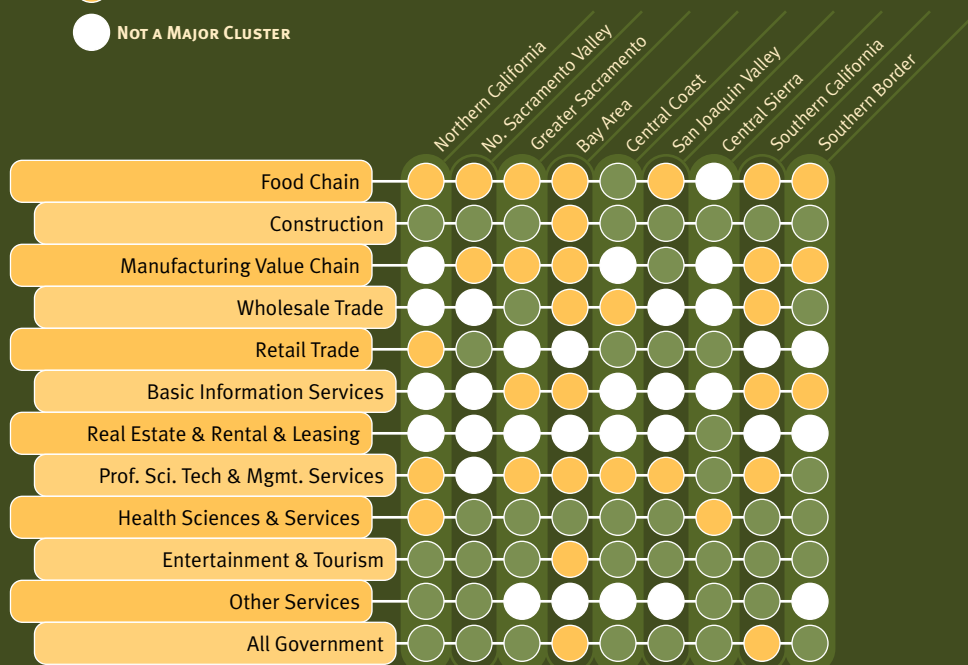 Not a Major Cluster
Northern California
No. Sacramento Valley
Greater Sacramento
Bay Area
Central Coast
San Joaquin Valley
Central Sierra
Southern California
Southern Border
Food Chain
Construction
Manufacturing Value Chain
Wholesale Trade
Retail Trade
Basic Information Services
Real Estate & Rental & Leasing
Prof. Sci. Tech & Mgmt. Services
Health Sciences & Services
Entertainment & Tourism
Other Services
All Government